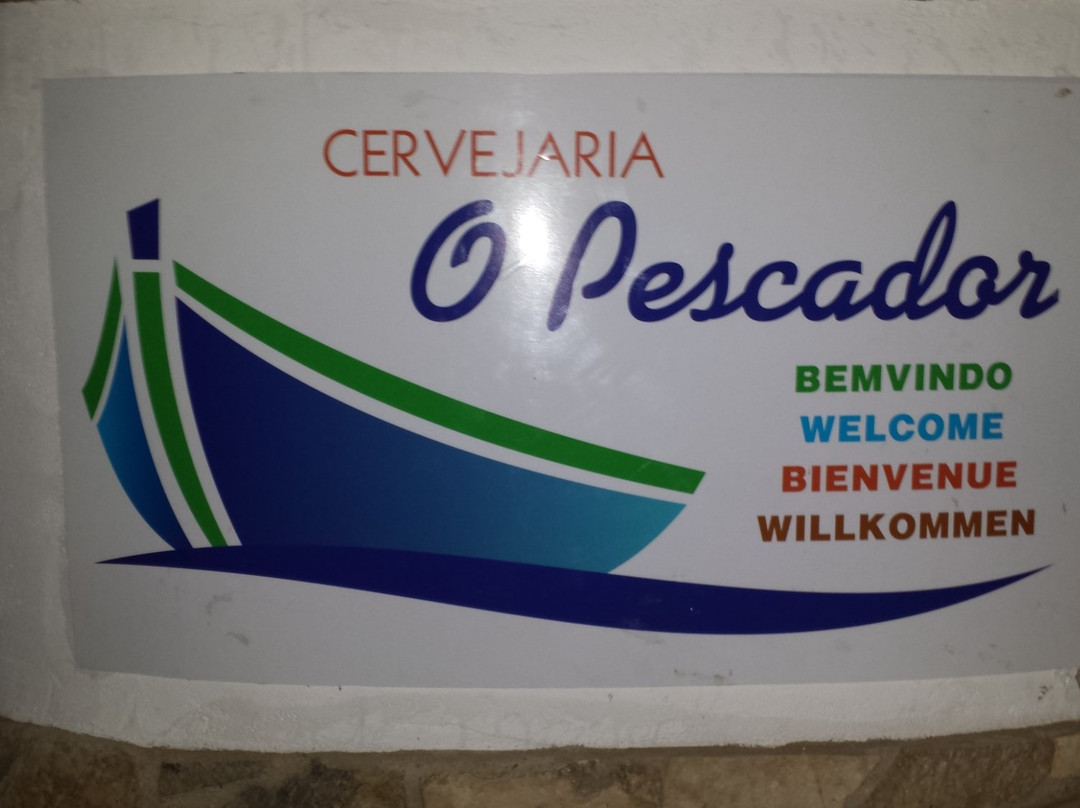 CERVEJARIA
O Pescador
BEMVINDO
WELCOME
BIENVENUE
WILLKOMMEN